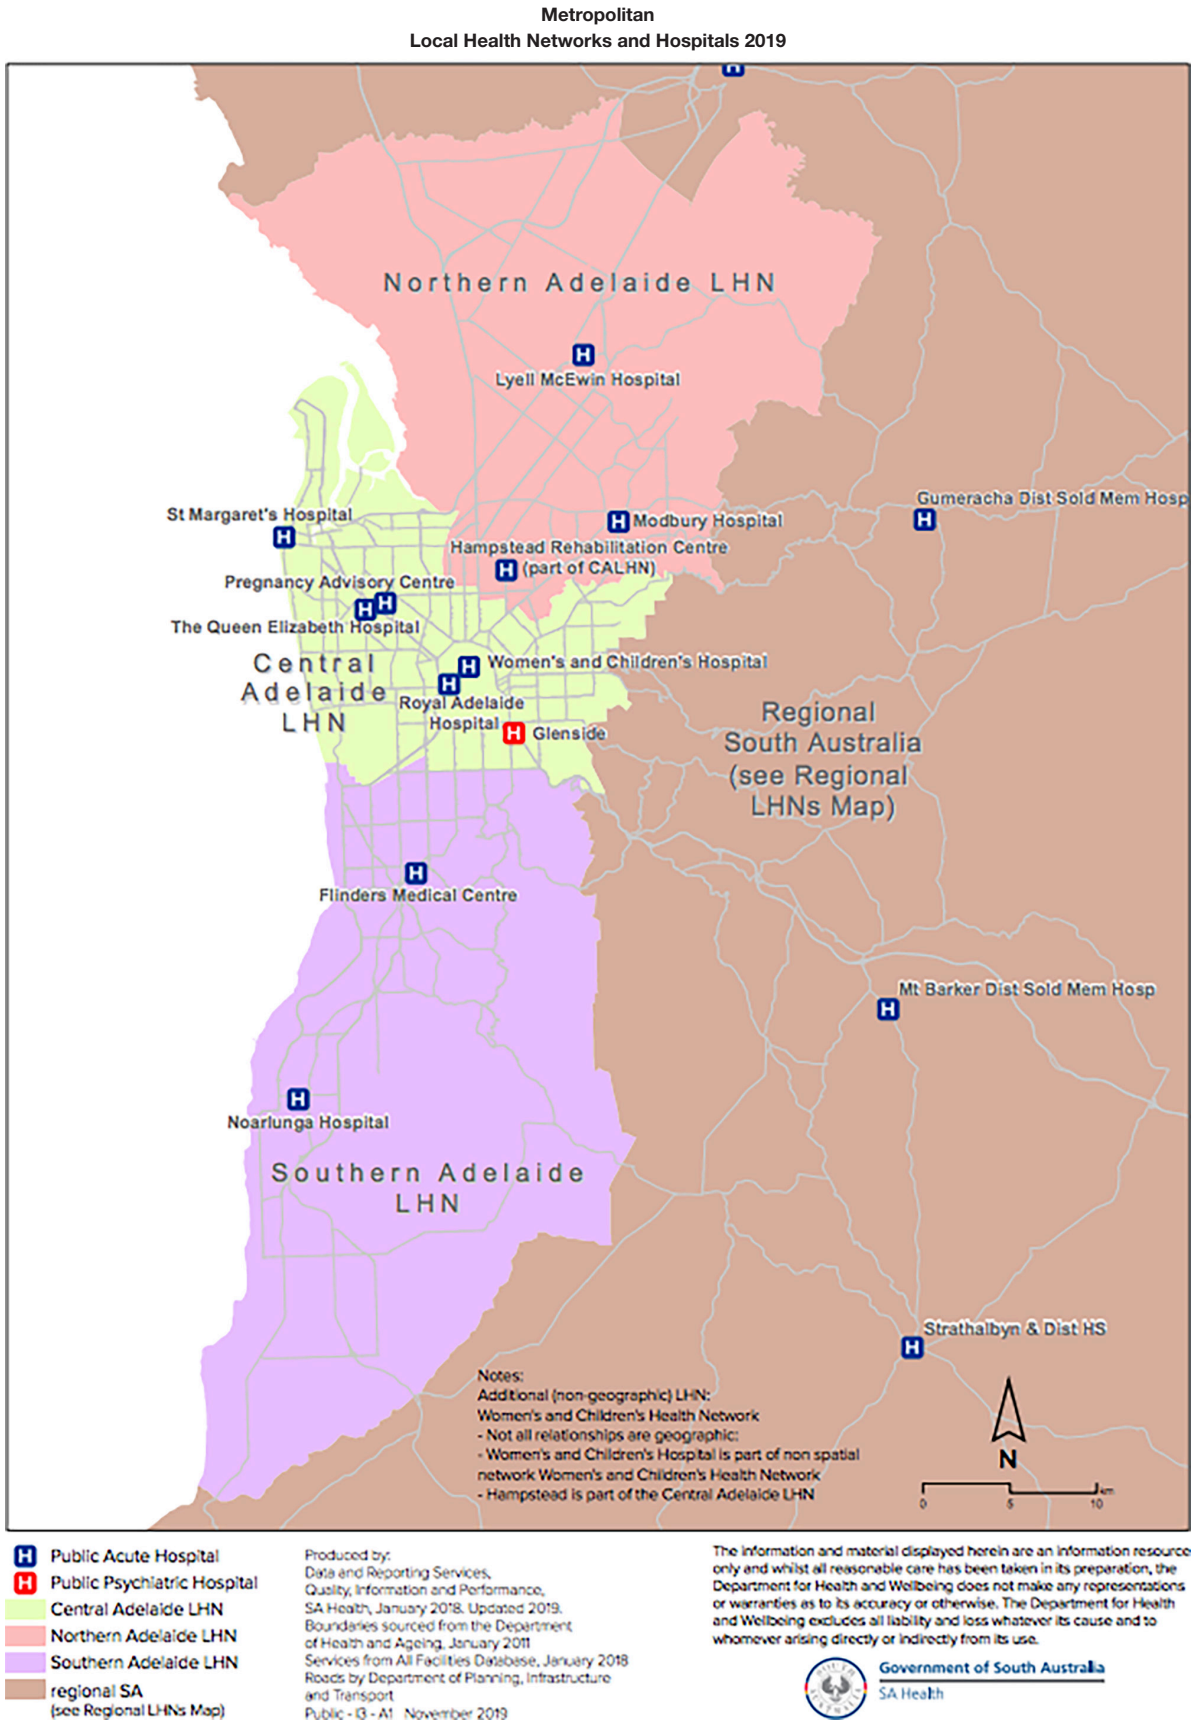 Metropolitan
Local Health Networks and Hospitals 2019
H
Northern Adelaide LHN
H
Lyell McEwin Hospital
Gumeracha Dist Sold Mem Hosp
H
St Margaret's Hospital
H
H Modbury Hospital
Hampstead Rehabilitation Centre
H (part of CALHN)
Pregnancy Advisory Centre
H H
The Queen Elizabeth Hospital
Central
Adelaide
LHN
H Women's and Children's Hospital
H
Royal Adelaide
Hospital
H Glenside
Regional
South Australia
(see Regional
LHNs Map)
H
Flinders Medical Centre
Mt Barker Dist Sold Mem Hosp
H
H
Noarlunga Hospital
Southern Adelaide
LHN
Strathalbyn & Dist HS
H
Notes:
Additional (non-geographic) LHN:
Women's and Children's Health Network
- Not all relationships are geographic:
- Women's and Children's Hospital is part of non spatial
network Women's and Children's Health Network
- Hampstead is part of the Central Adelaide LHN
N
km
0 5 10
H Public Acute Hospital
H Public Psychiatric Hospital
Central Adelaide LHN
Northern Adelaide LHN
Southern Adelaide LHN
regional SA
(see Regional LHNs Map)
Produced by:
Data and Reporting Services,
Quality, Information and Performance,
SA Health, January 2018. Updated 2019.
Boundaries sourced from the Department
of Health and Ageing, January 2011
Services from All Facilities Database, January 2018
Roads by Department of Planning, Infrastructure
and Transport
Public - I3 - A1 November 2019
The information and material displayed herein are an information resource
only and whilst all reasonable care has been taken in its preparation, the
Department for Health and Wellbeing does not make any representations
or warranties as to its accuracy or otherwise. The Department for Health
and Wellbeing excludes all liability and loss whatever its cause and to
whomever arising directly or indirectly from its use.
SOUTH AUSTRALIA
Government of South Australia
SA Health